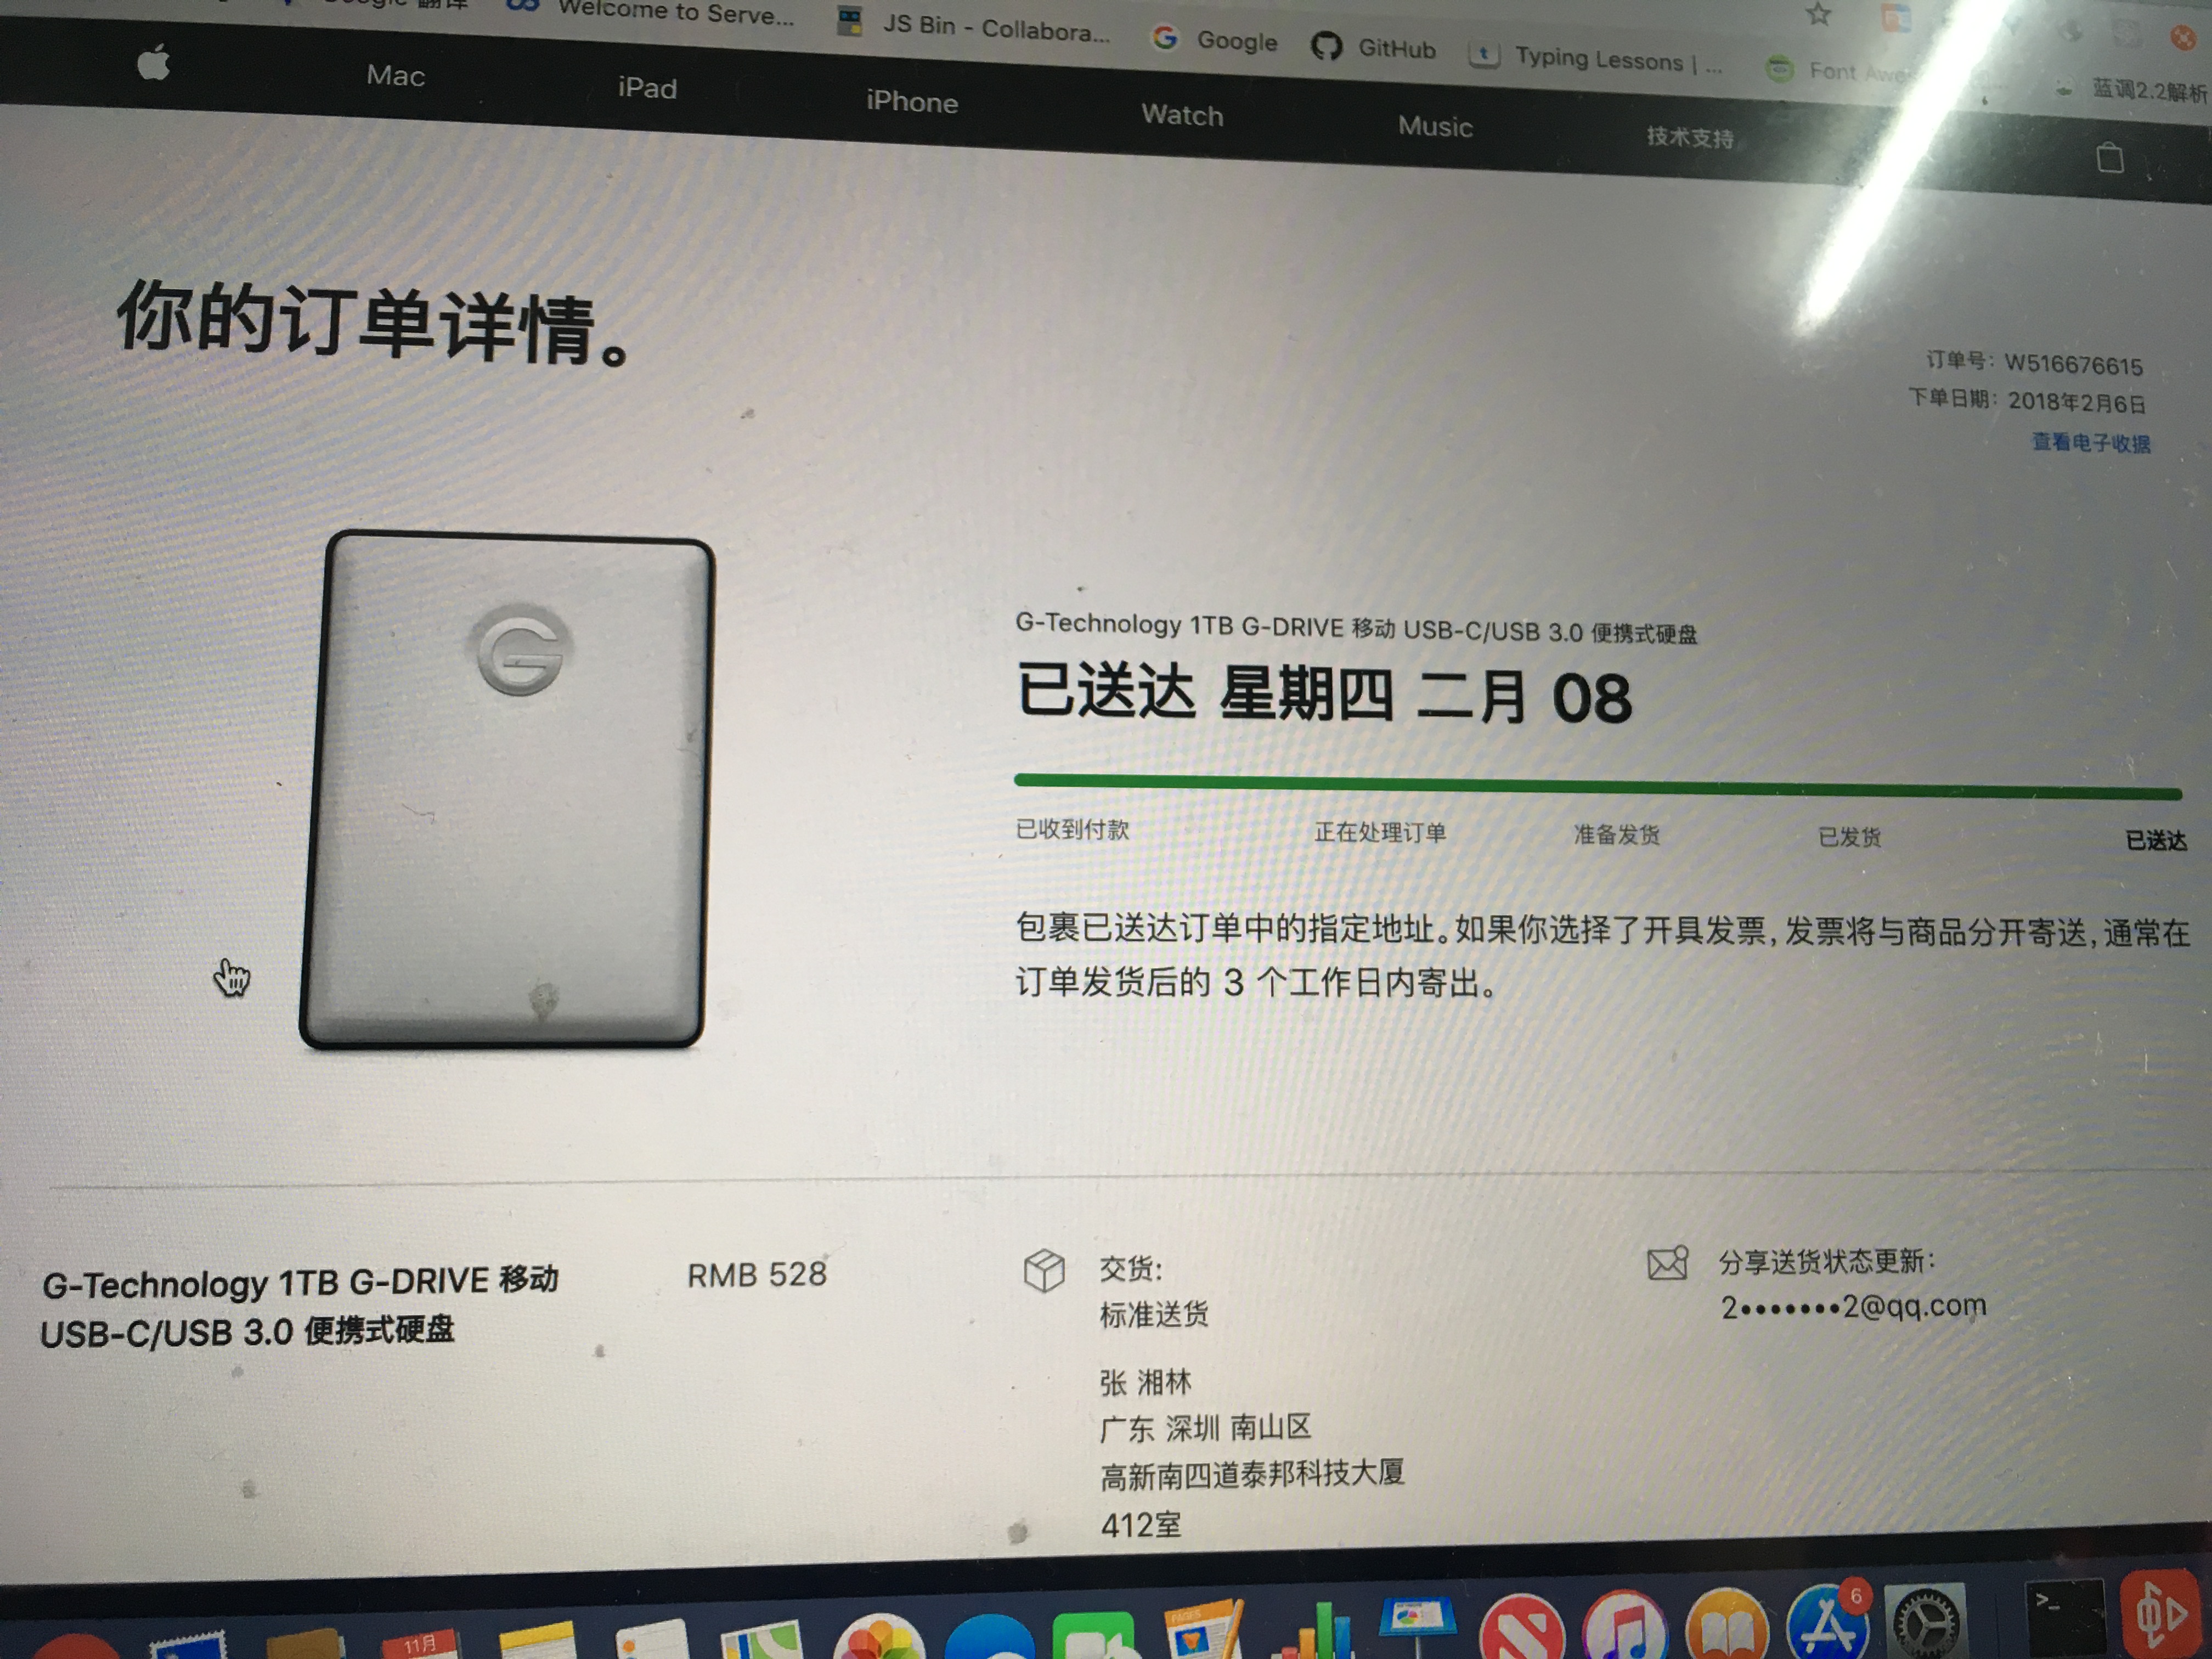 翻译
Welcome to Serve...
JS Bin - Collabora...
Google
GitHub
Typing Lessons | ...
Font Awe
蓝调2.2解析
Mac
iPad
iPhone
Watch
Music
技术支持
你的订单详情。
订单号: W516676615
下单日期: 2018年2月6日
查看电子收据
G-Technology 1TB G-DRIVE 移动 USB-C/USB 3.0 便携式硬盘
已送达 星期四 二月 08
已收到付款
正在处理订单
准备发货
已发货
已送达
包裹已送达订单中的指定地址。如果你选择了开具发票,发票将与商品分开寄送,通常在
订单发货后的 3 个工作日内寄出。
G-Technology 1TB G-DRIVE 移动
USB-C/USB 3.0 便携式硬盘
RMB 528
交货:
标准送货
张 湘林
广东 深圳 南山区
高新南四道泰邦科技大厦
412室
分享送货状态更新:
2•••••••2@qq.com
11月
PAGES
6